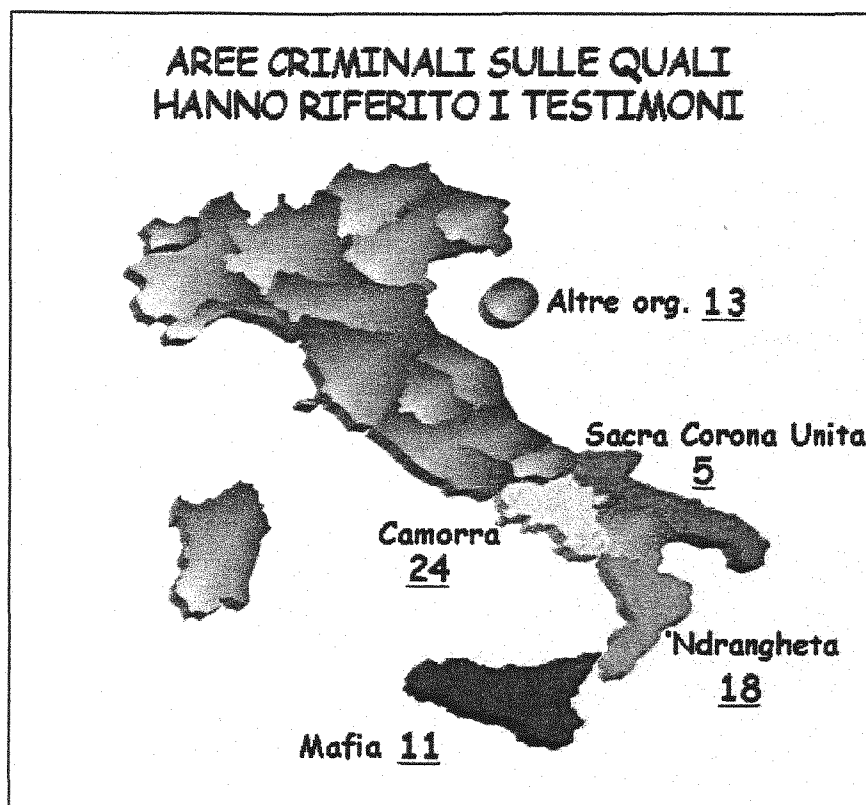 AREE CRIMINALI SULLE QUALI
HANNO RIFERITO I TESTIMONI
Altre org. 13
Sacra Corona Unita
5
Camorra
24
'Ndrangheta
18
Mafia 11